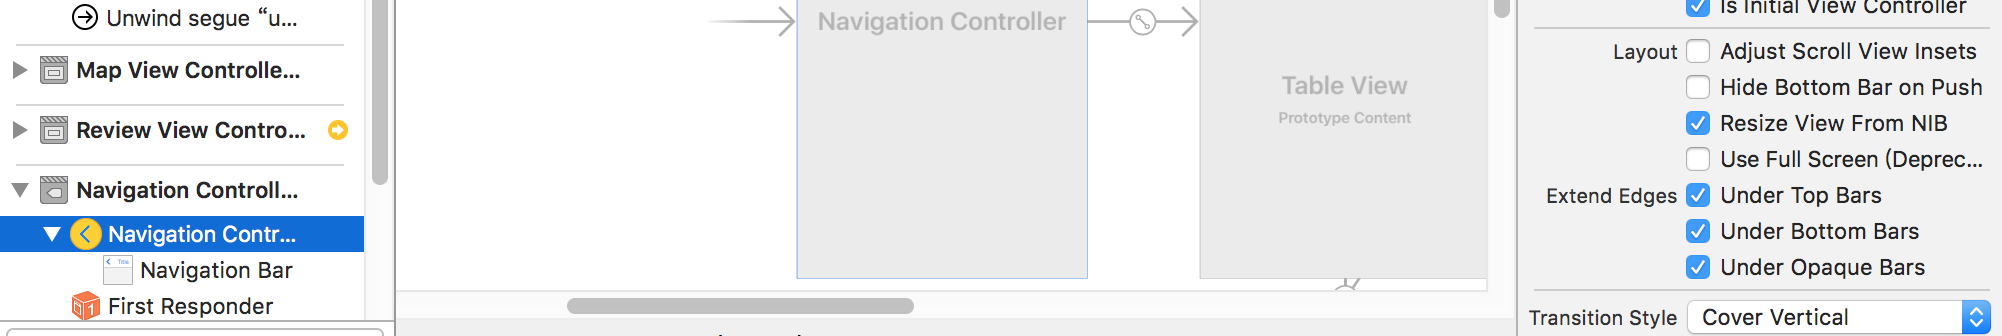 Unwind segue “u...
Map View Controlle...
Review View Contro...
Navigation Controll...
Navigation Contr...
Title
Navigation Bar
1
First Responder
Navigation Controller
Table View
Prototype Content
Is Initial View Controller
Layout Adjust Scroll View Insets
Hide Bottom Bar on Push
Resize View From NIB
Use Full Screen (Deprec...
Extend Edges Under Top Bars
Under Bottom Bars
Under Opaque Bars
Transition Style Cover Vertical